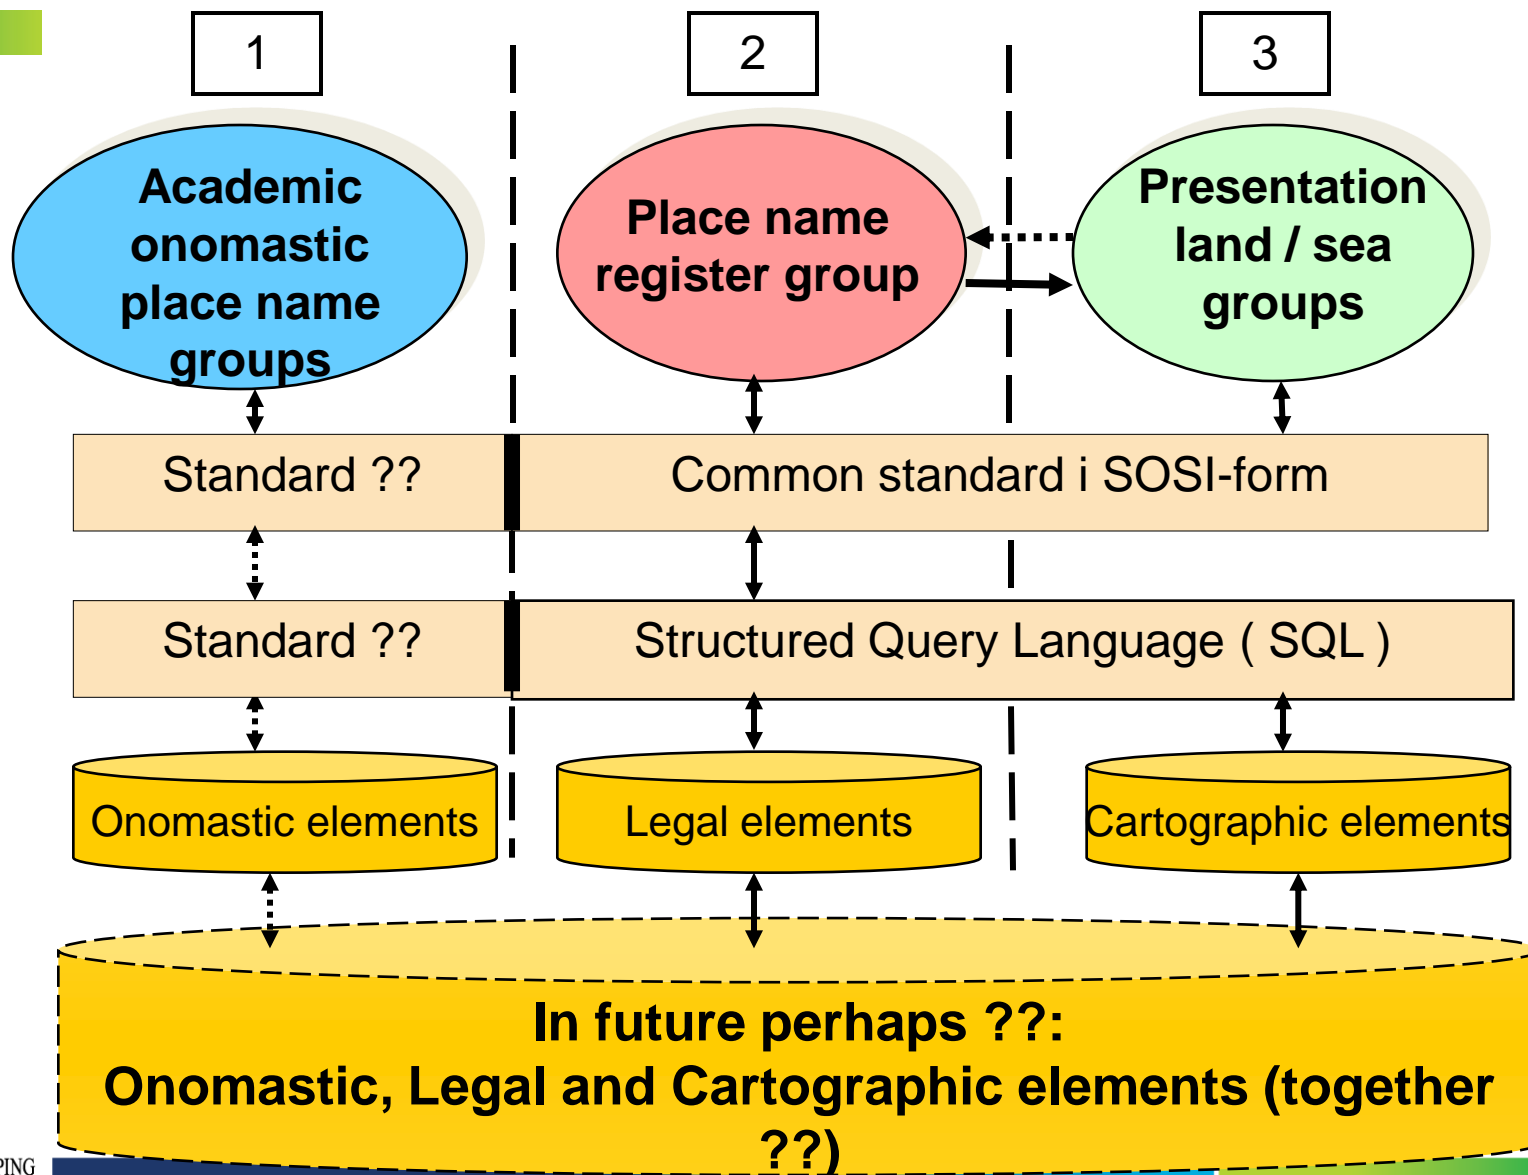 1
2
3
Academic
onomastic
place name
groups
Place name
register group
Presentation
land / sea
groups
Standard ??
Common standard i SOSI-form
Standard ??
Structured Query Language ( SQL )
Onomastic elements
Legal elements
Cartographic elements
In future perhaps ??:
Onomastic, Legal and Cartographic elements (together
??)
PING